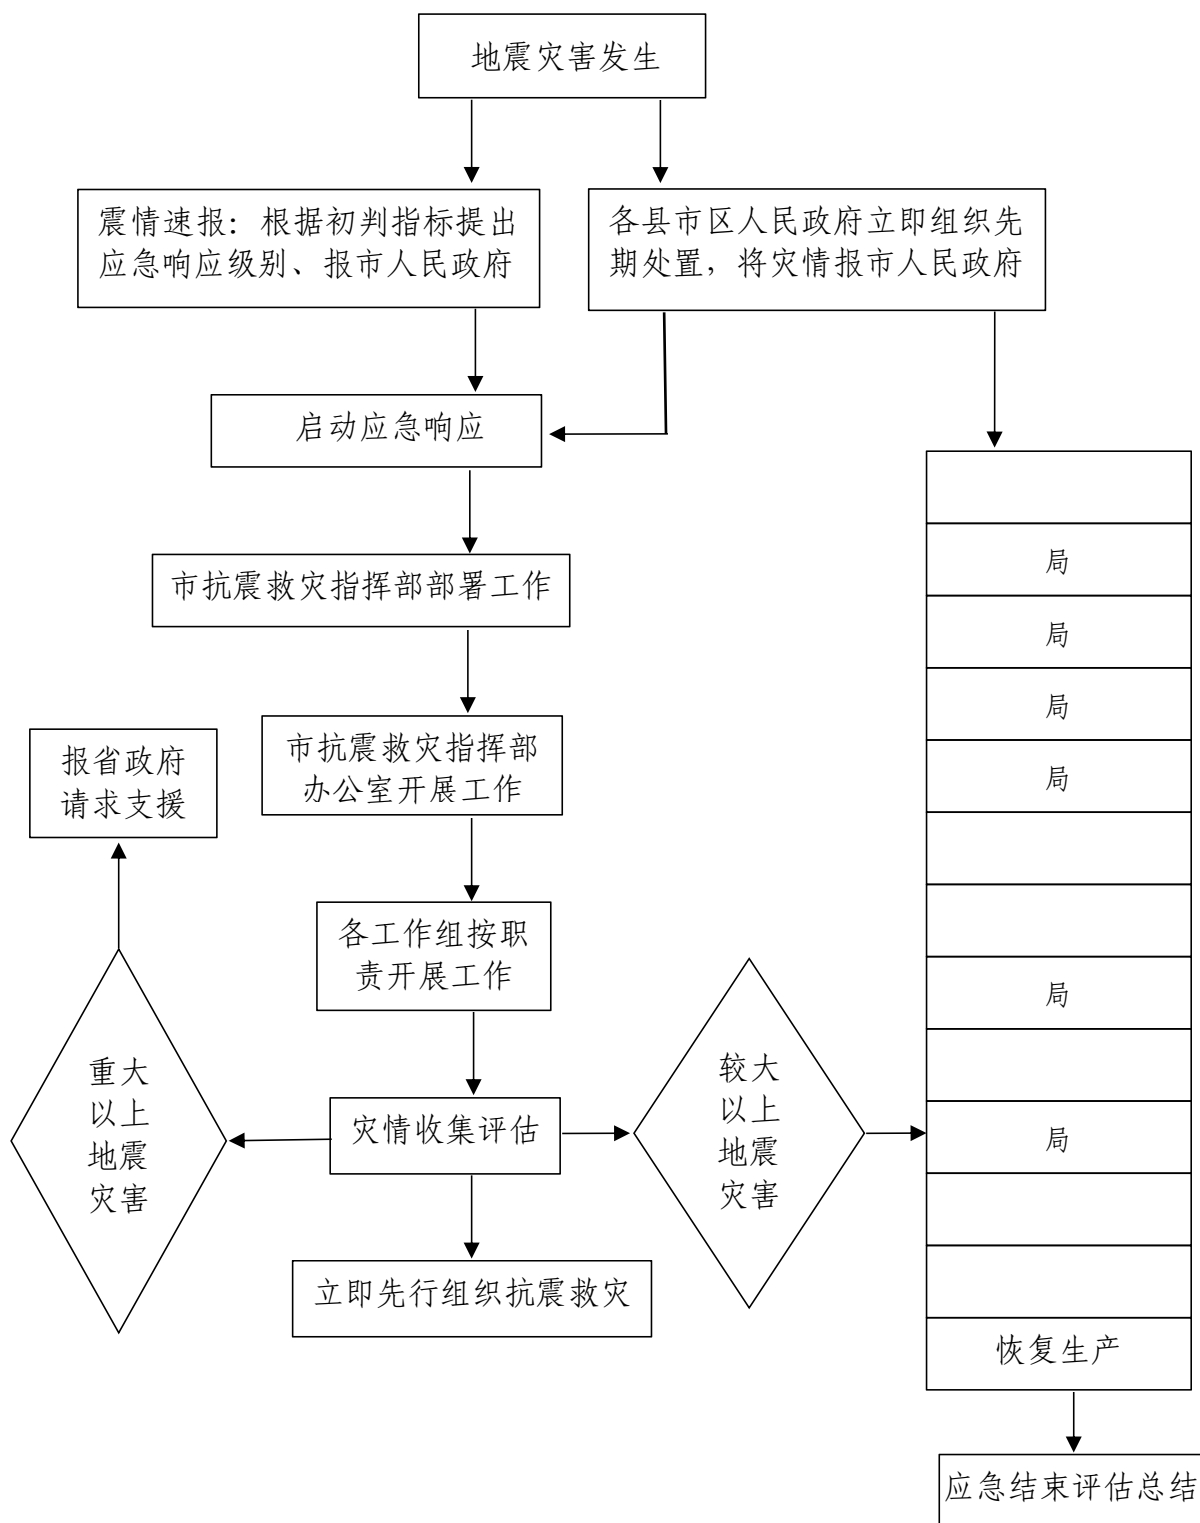 地震灾害发生
震情速报：根据初判指标提出
应急响应级别、报市人民政府
各县市区人民政府立即组织先
期处置，将灾情报市人民政府
启动应急响应
市抗震救灾指挥部部署工作
市抗震救灾指挥部
办公室开展工作
报省政府
请求支援
各工作组按职
责开展工作
重大
以上
地震
灾害
灾情收集评估
较大
以上
地震
灾害
立即先行组织抗震救灾
局
局
局
局
局
局
恢复生产
应急结束评估总结